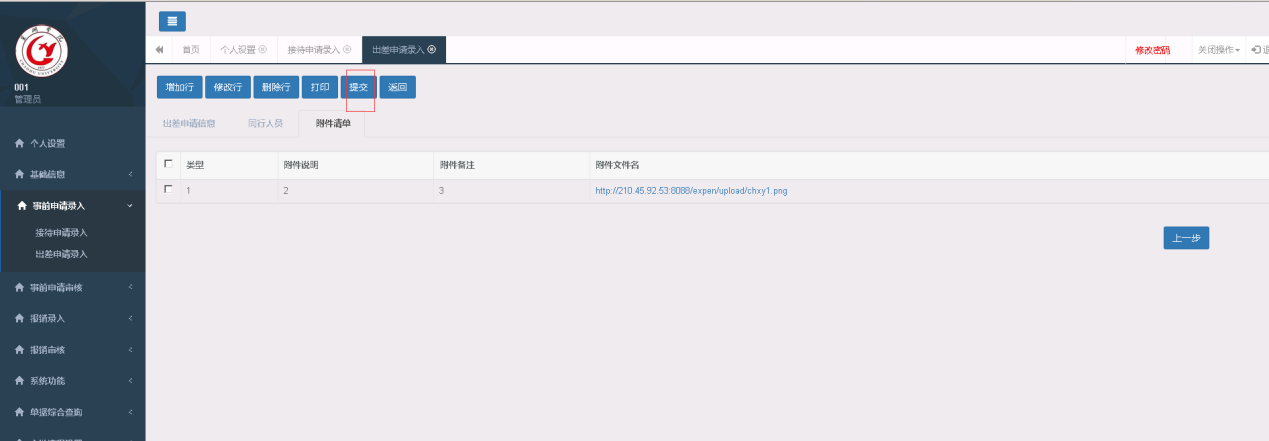 首页 个人设置 接待申请录入 出差申请录入 修改密码 关闭操作
001
管理员
增加行 修改行 删除行 打印 提交 返回
出差申请信息 同行人员 附件清单
个人设置
基础信息
事前申请录入
接待申请录入
出差申请录入
事前申请审核
报销录入
报销审核
系统功能
单据综合查询
类型 附件说明 附件备注 附件文件名
1 2 3 http://210.45.92.53:8088/expen/upload/chxy1.png
上一步